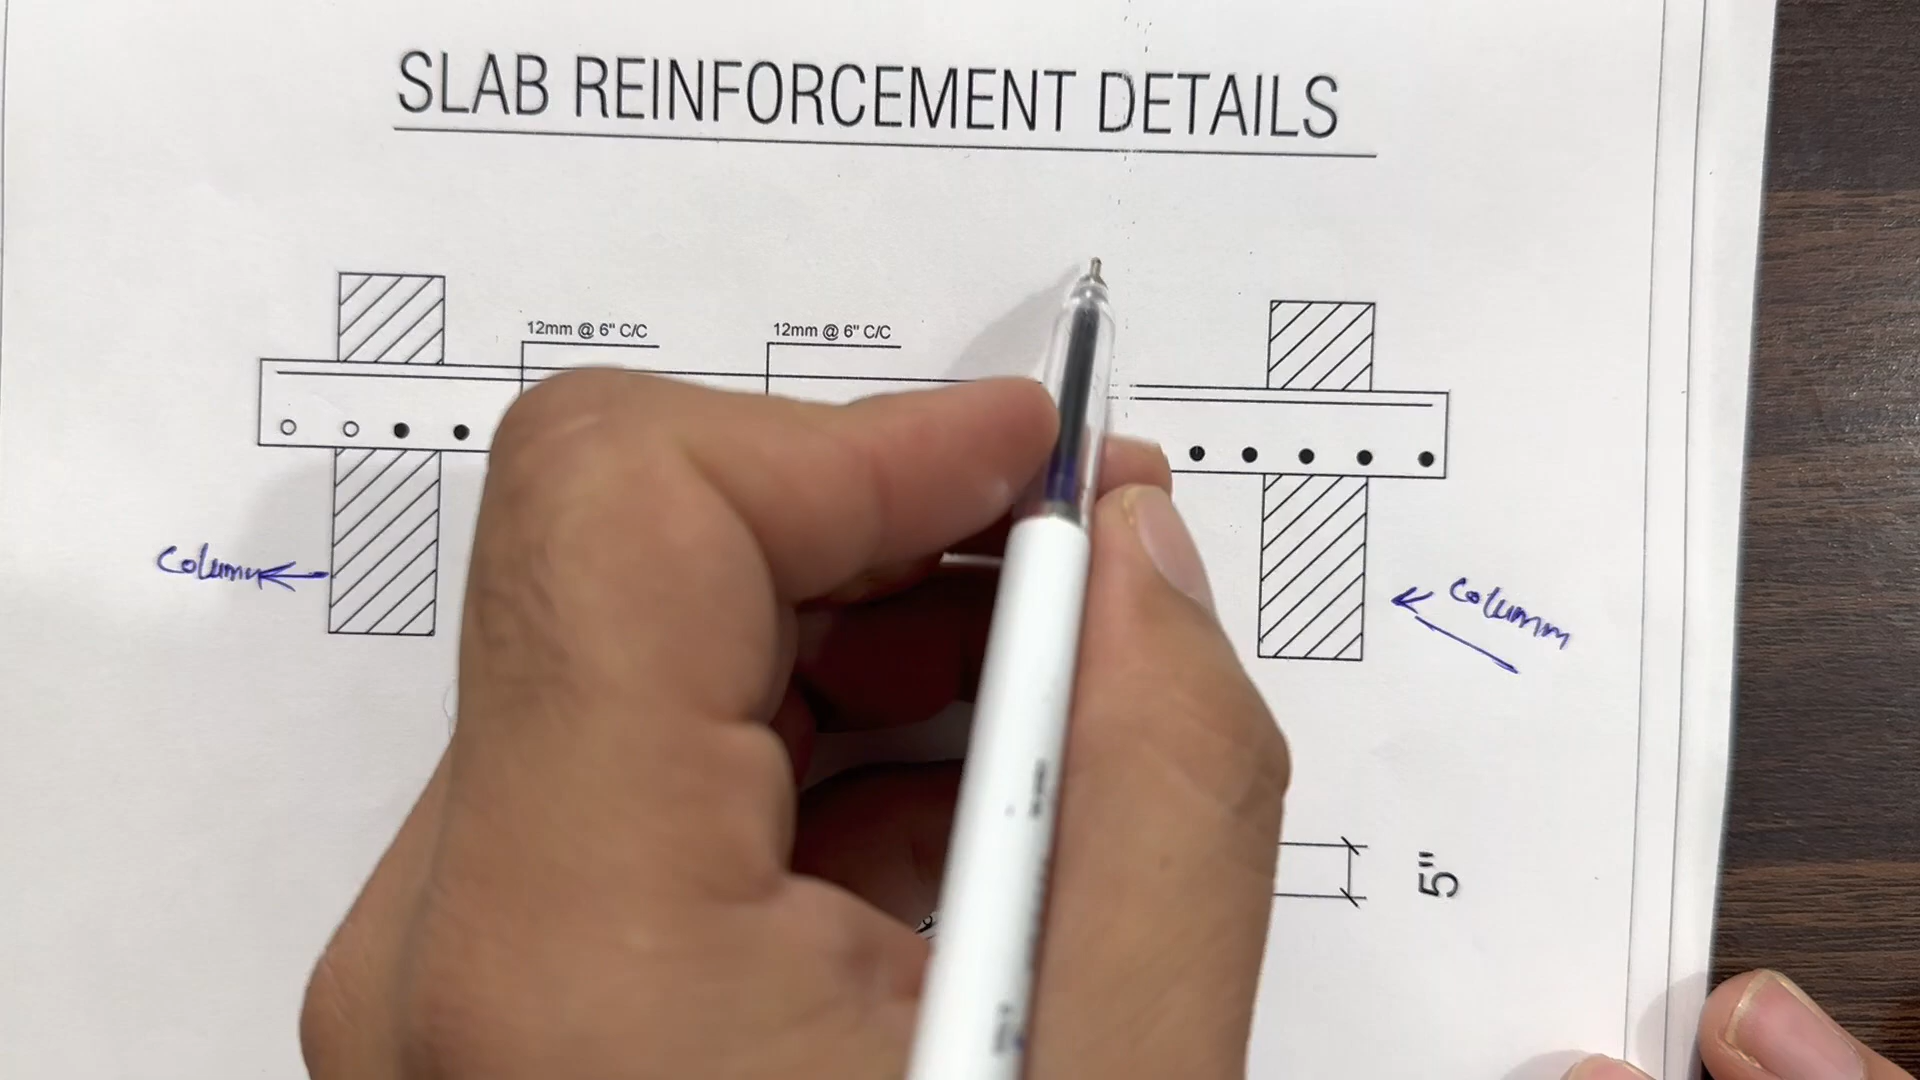 SLAB REINFORCEMENT DETAILS
12mm @ 6" C/C
12mm @ 6" C/C
Column
Column
5"